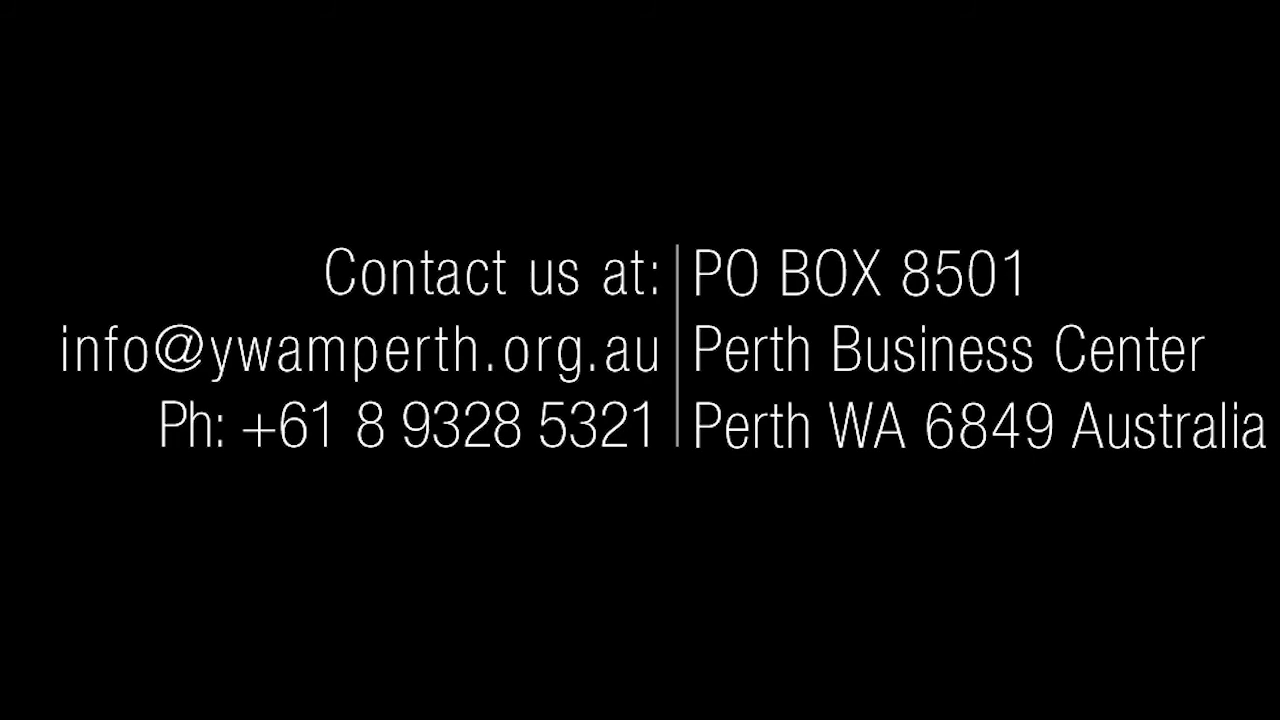 Contact us at:
info@ywamperth.org.au
Ph: +61 8 9328 5321
PO BOX 8501
Perth Business Center
Perth WA 6849 Australia